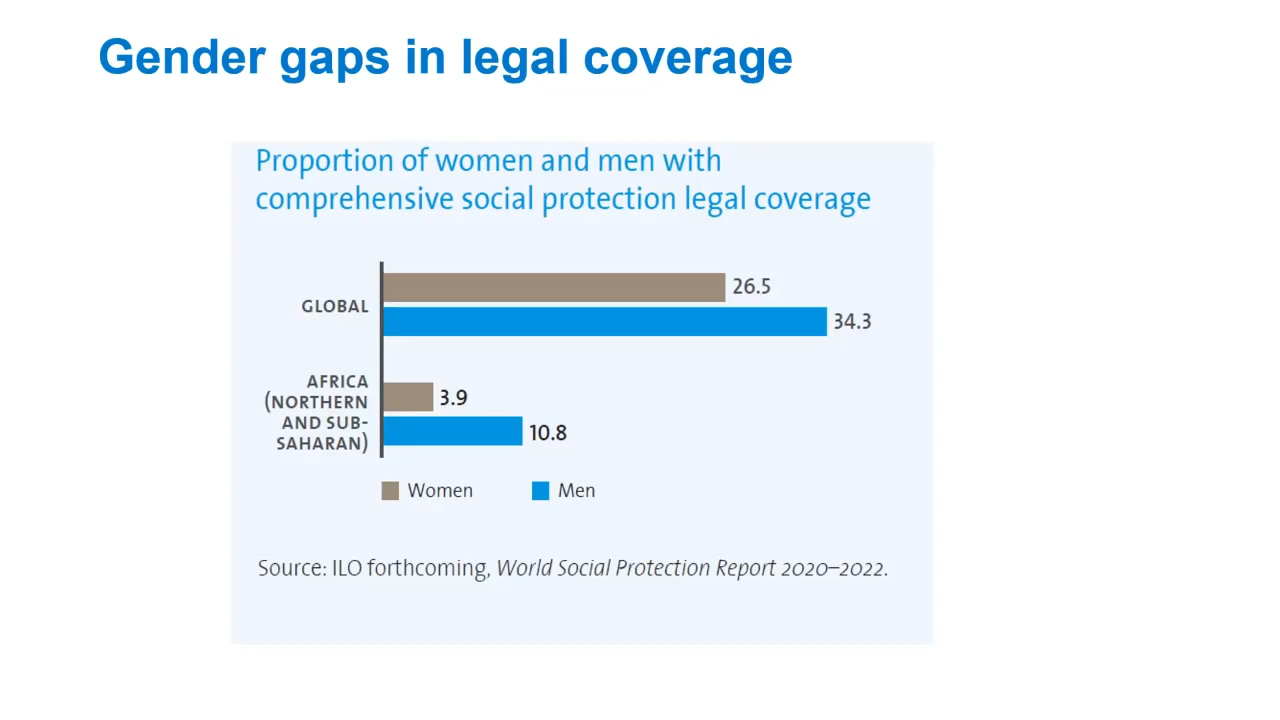 Gender gaps in legal coverage
Proportion of women and men with
comprehensive social protection legal coverage
GLOBAL
26.5
34.3
AFRICA
(NORTHERN
AND SUB-
SAHARAN)
3.9
10.8
Women
Men
Source: ILO forthcoming, World Social Protection Report 2020–2022.